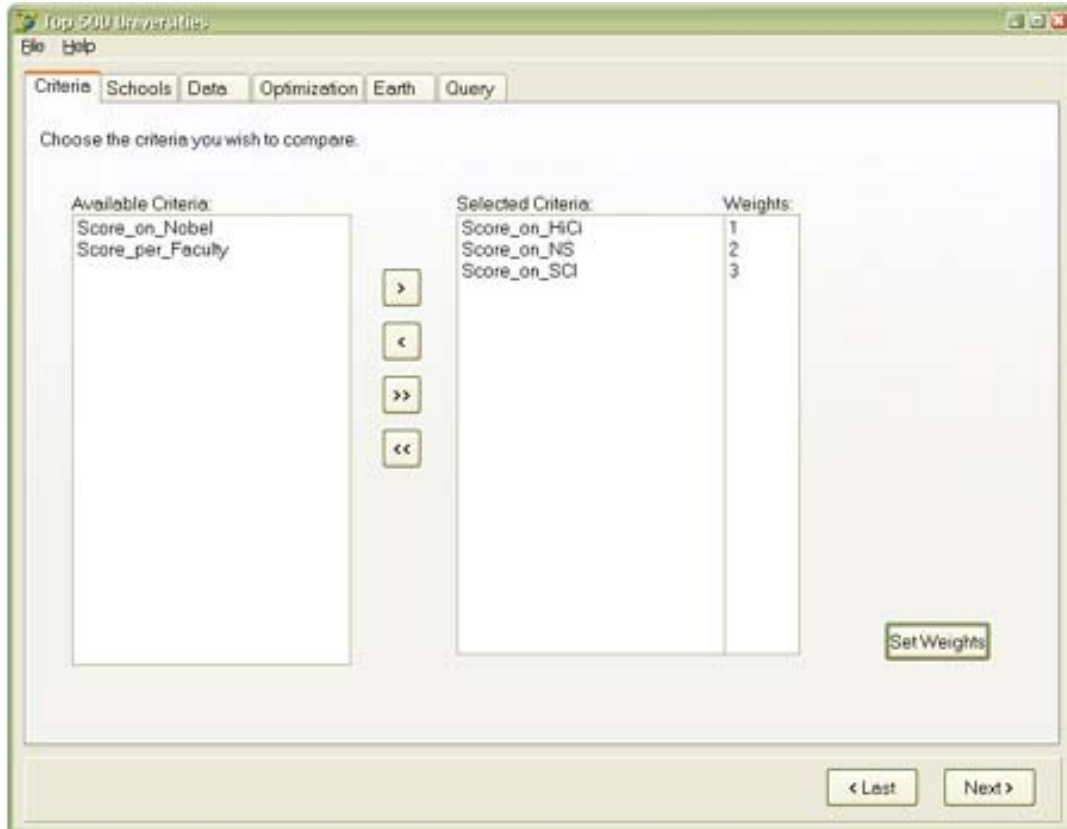 Top 500 Universities
File Help
Criteria Schools Data Optimization Earth Query
Choose the criteria you wish to compare.
Available Criteria:
Score_on_Nobel
Score_per_Faculty
>
<
>>
<<
Selected Criteria: Weights:
Score_on_HiCi 1
Score_on_NS 2
Score_on_SCI 3
Set Weights
< Last Next >